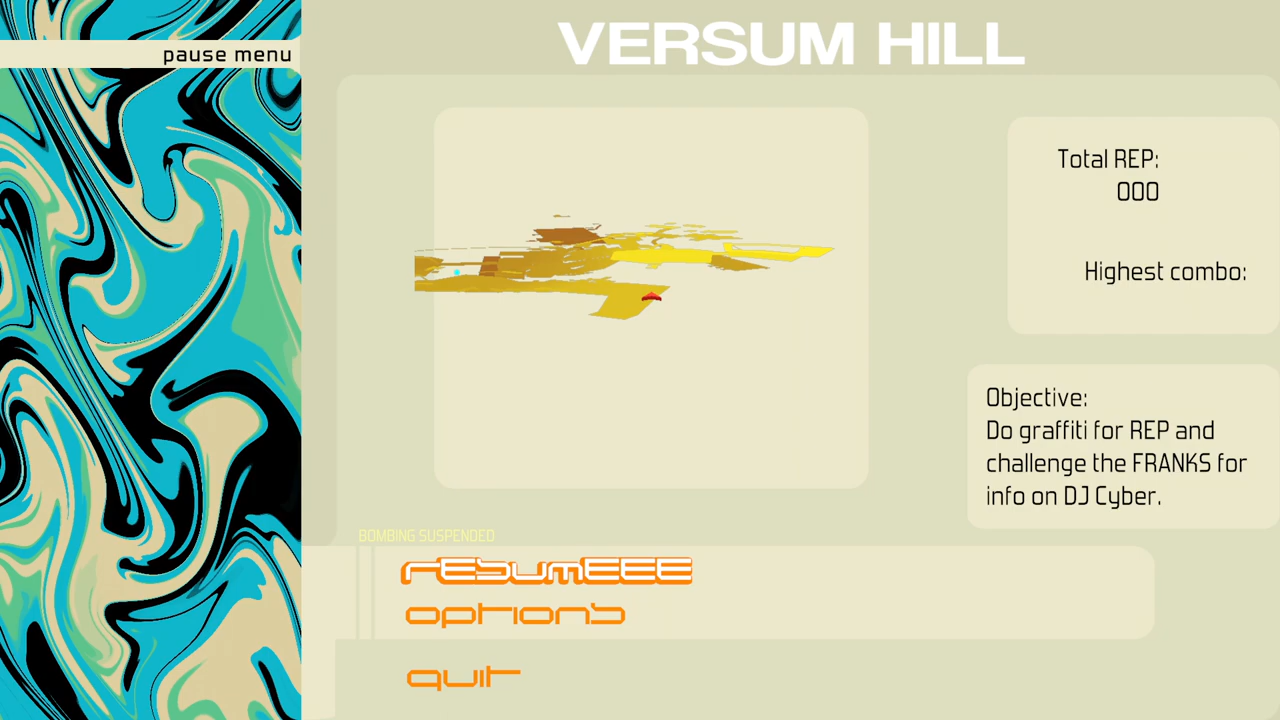 pause menu
VERSUM HILL
Total REP:
000
Highest combo:
Objective:
Do graffiti for REP and
challenge the FRANKS for
info on DJ Cyber.
BOMBING SUSPENDED
rEsumEEE
options
quit